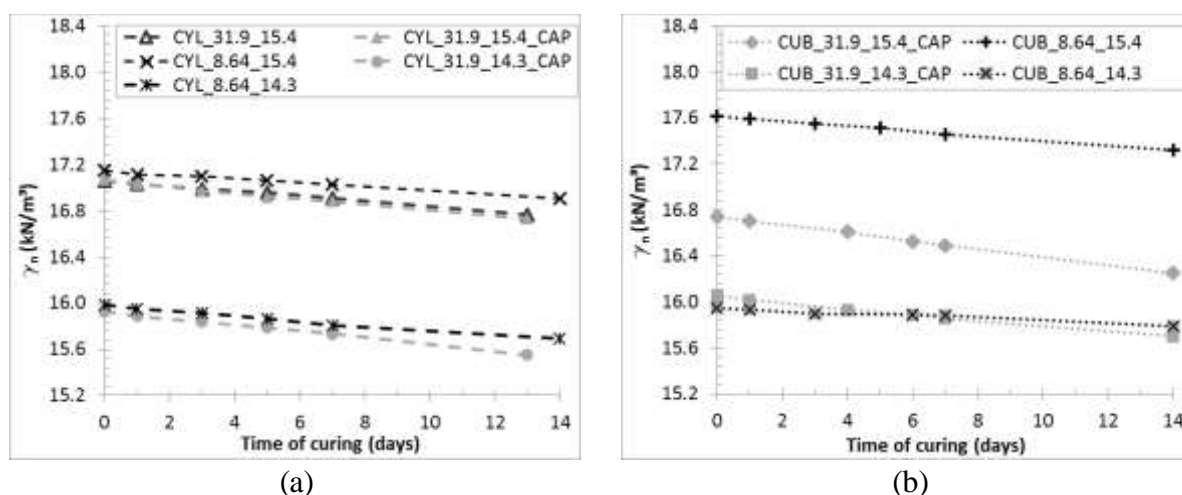 18.4
18.0
17.6
17.2
16.8
16.4
16.0
15.6
15.2
γn (kN/m³)
CYL_31.9_15.4
CYL_31.9_15.4_CAP
CYL_8.64_15.4
CYL_31.9_14.3_CAP
CYL_8.64_14.3
0 2 4 6 8 10 12 14
Time of curing (days)
(a)
18.4
18.0
17.6
17.2
16.8
16.4
16.0
15.6
15.2
γn (kN/m³)
CUB_31.9_15.4_CAP
CUB_8.64_15.4
CUB_31.9_14.3_CAP
CUB_8.64_14.3
0 2 4 6 8 10 12 14
Time of curing (days)
(b)